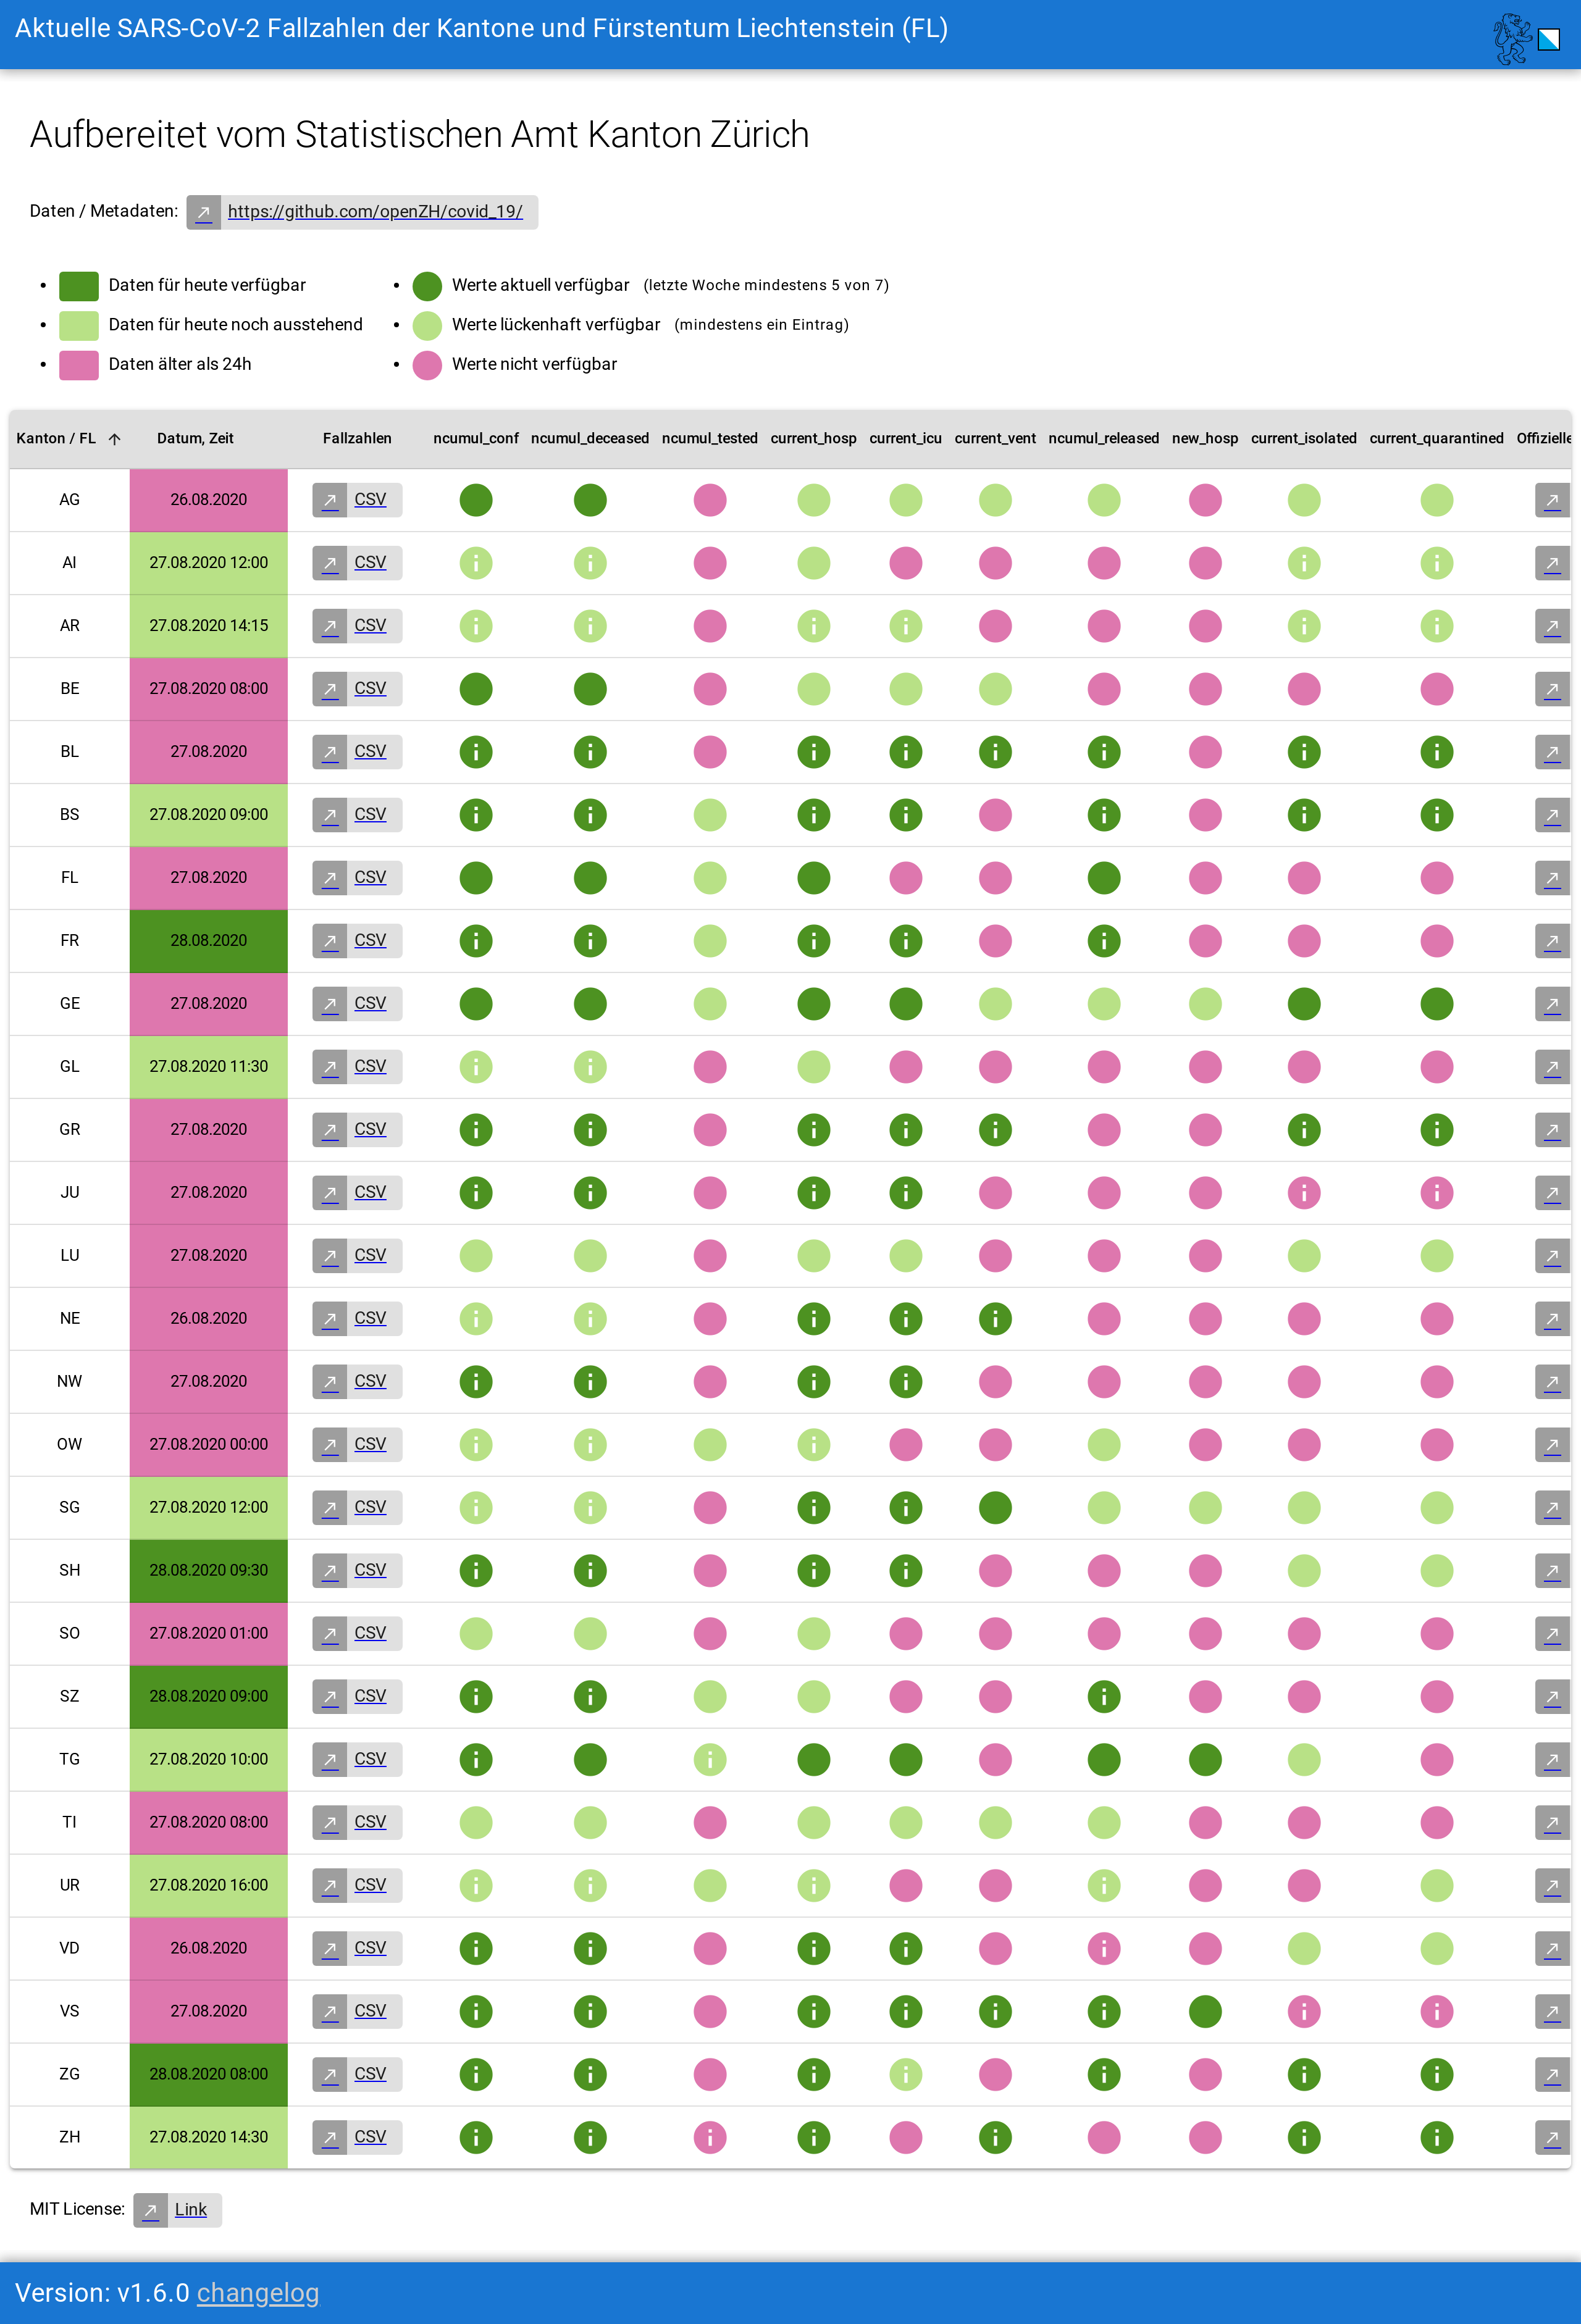 Aktuelle SARS-CoV-2 Fallzahlen der Kantone und Fürstentum Liechtenstein (FL)
Aufbereitet vom Statistischen Amt Kanton Zürich
Daten / Metadaten: https://github.com/openZH/covid_19/
Daten für heute verfügbar
Daten für heute noch ausstehend
Daten älter als 24h
Werte aktuell verfügbar (letzte Woche mindestens 5 von 7)
Werte lückenhaft verfügbar (mindestens ein Eintrag)
Werte nicht verfügbar
Kanton / FL Datum, Zeit Fallzahlen ncumul_conf ncumul_deceased ncumul_tested current_hosp current_icu current_vent ncumul_released new_hosp current_isolated current_quarantined Offizielle
AG 26.08.2020 CSV
AI 27.08.2020 12:00 CSV
AR 27.08.2020 14:15 CSV
BE 27.08.2020 08:00 CSV
BL 27.08.2020 CSV
BS 27.08.2020 09:00 CSV
FL 27.08.2020 CSV
FR 28.08.2020 CSV
GE 27.08.2020 CSV
GL 27.08.2020 11:30 CSV
GR 27.08.2020 CSV
JU 27.08.2020 CSV
LU 27.08.2020 CSV
NE 26.08.2020 CSV
NW 27.08.2020 CSV
OW 27.08.2020 00:00 CSV
SG 27.08.2020 12:00 CSV
SH 28.08.2020 09:30 CSV
SO 27.08.2020 01:00 CSV
SZ 28.08.2020 09:00 CSV
TG 27.08.2020 10:00 CSV
TI 27.08.2020 08:00 CSV
UR 27.08.2020 16:00 CSV
VD 26.08.2020 CSV
VS 27.08.2020 CSV
ZG 28.08.2020 08:00 CSV
ZH 27.08.2020 14:30 CSV
MIT License: Link
Version: v1.6.0 changelog